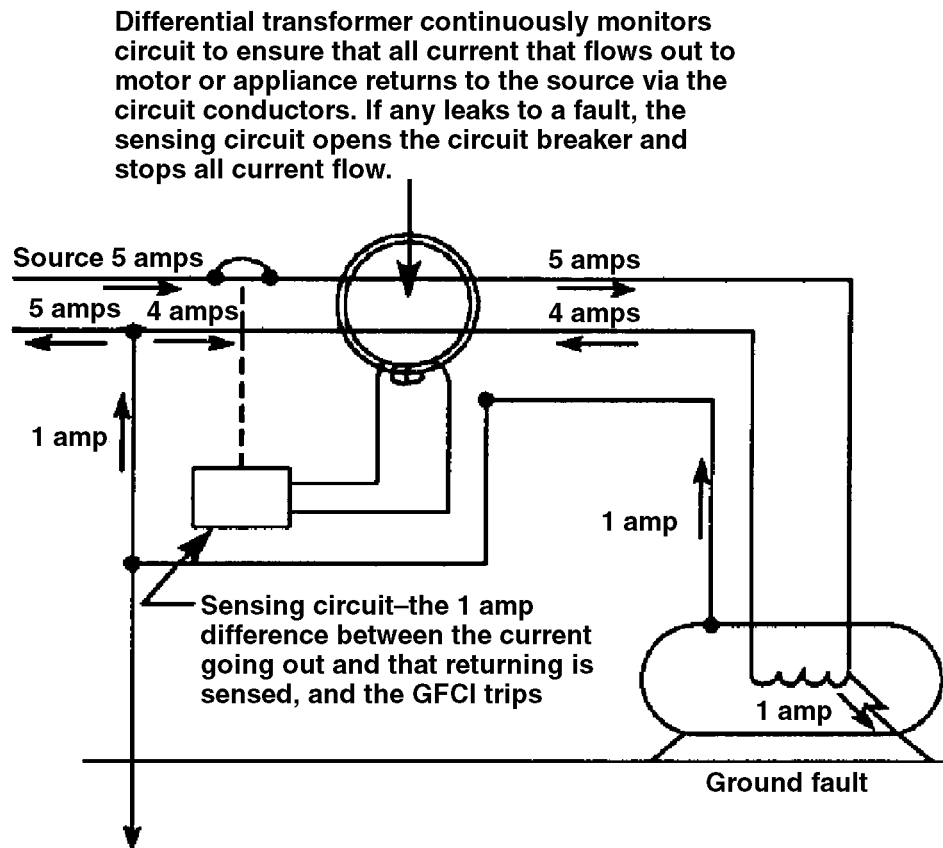 Differential transformer continuously monitors
circuit to ensure that all current that flows out to
motor or appliance returns to the source via the
circuit conductors. If any leaks to a fault, the
sensing circuit opens the circuit breaker and
stops all current flow.
Source 5 amps
5 amps
5 amps
4 amps
4 amps
1 amp
1 amp
Sensing circuit–the 1 amp
difference between the current
going out and that returning is
sensed, and the GFCI trips
1 amp
Ground fault